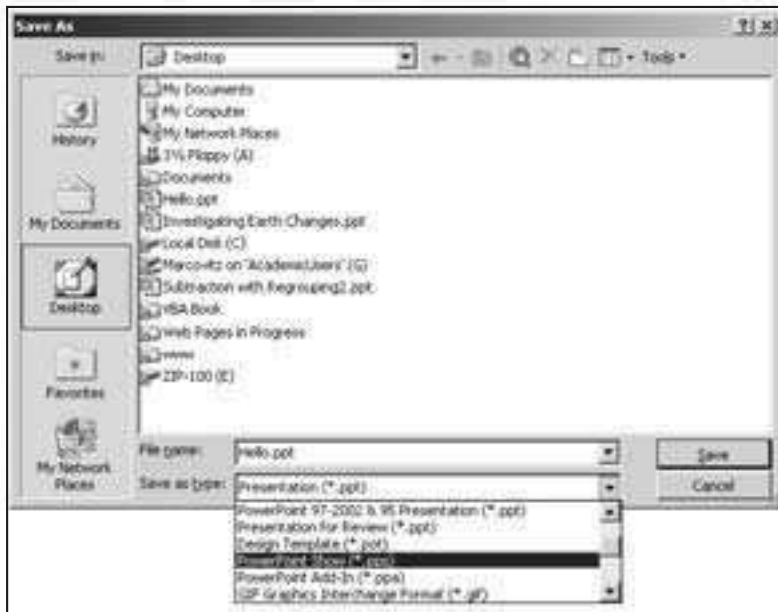 Save As
Save in:
Desktop
Tools
History
My Documents
Desktop
Favorites
My Network
Places
My Documents
My Computer
My Network Places
3½ Floppy (A)
Documents
Hello.ppt
Investigating Earth Changes.ppt
Local Disk (C)
Marcovitz on "AcademicUsers" (G)
Subtraction with Regrouping2.ppt
VBA Book
Web Pages in Progress
www
ZIP-100 (E)
File name:
Hello.ppt
Save
Save as type:
Presentation (*.ppt)
Cancel
PowerPoint 97-2002 & 95 Presentation (*.ppt)
Presentation for Review (*.ppt)
Design Template (*.pot)
PowerPoint Show (*.pps)
PowerPoint Add-In (*.ppa)
GIF Graphics Interchange Format (*.gif)